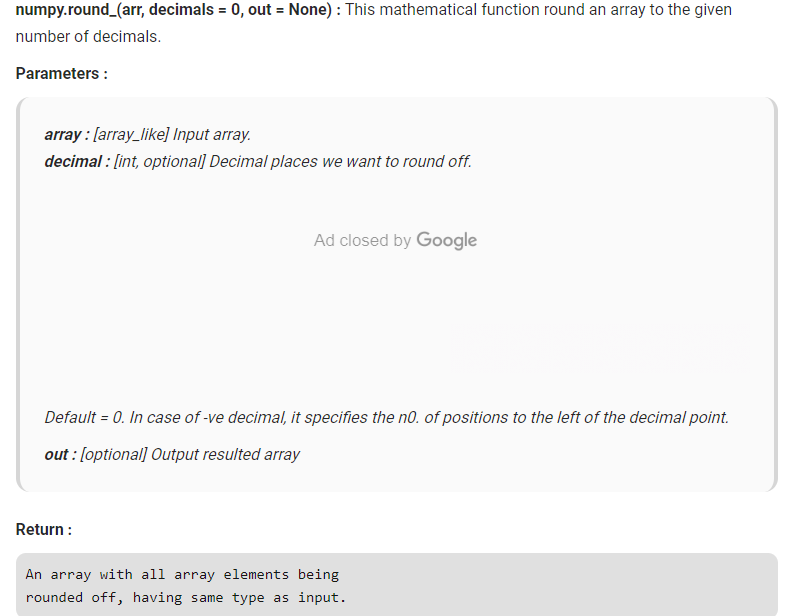 numpy.round_(arr, decimals = 0, out = None) : This mathematical function round an array to the given
number of decimals.
Parameters :
array : [array_like] Input array.
decimal : [int, optional] Decimal places we want to round off.
Ad closed by Google
Default = 0. In case of -ve decimal, it specifies the n0. of positions to the left of the decimal point.
out : [optional] Output resulted array
Return :
An array with all array elements being
rounded off, having same type as input.